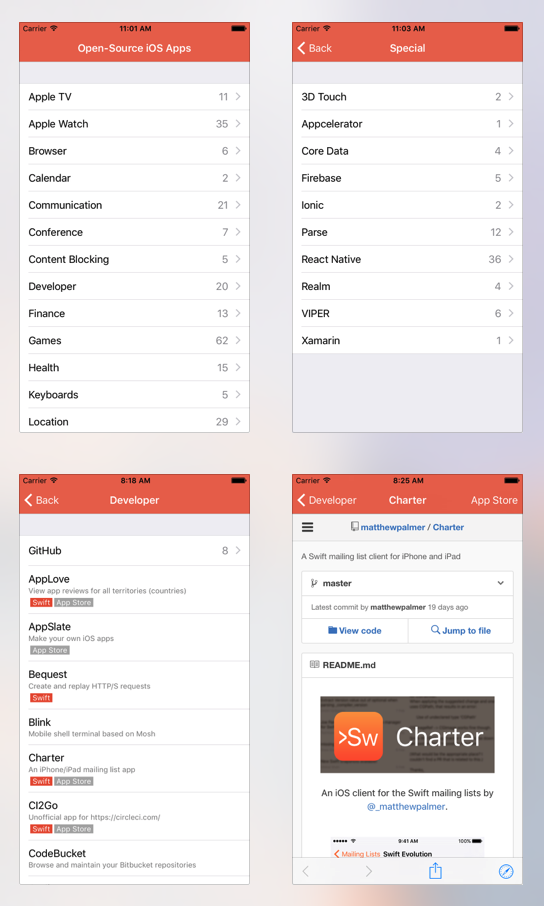 Carrier 11:01 AM
Open-Source iOS Apps
Apple TV 11
Apple Watch 35
Browser 6
Calendar 2
Communication 21
Conference 7
Content Blocking 5
Developer 20
Finance 13
Games 62
Health 15
Keyboards 5
Location 29
Carrier 11:03 AM
Back Special
3D Touch 2
Appcelerator 1
Core Data 4
Firebase 5
Ionic 2
Parse 12
React Native 36
Realm 4
VIPER 6
Xamarin 1
Carrier 8:18 AM
Back Developer
GitHub 8
AppLove
View app reviews for all territories (countries)
Swift App Store
AppSlate
Make your own iOS apps
App Store
Bequest
Create and replay HTTP/S requests
Swift
Blink
Mobile shell terminal based on Mosh
Charter
An iPhone/iPad mailing list app
Swift App Store
CI2Go
Unofficial app for https://circleci.com/
Swift App Store
CodeBucket
Browse and maintain your Bitbucket repositories
Carrier 8:25 AM
Developer Charter App Store
matthewpalmer / Charter
A Swift mailing list client for iPhone and iPad
master
Latest commit by matthewpalmer 19 days ago
View code Jump to file
README.md
>Sw Charter
An iOS client for the Swift mailing lists by
@_matthewpalmer.
9:41 AM 100%
Mailing Lists Swift Evolution